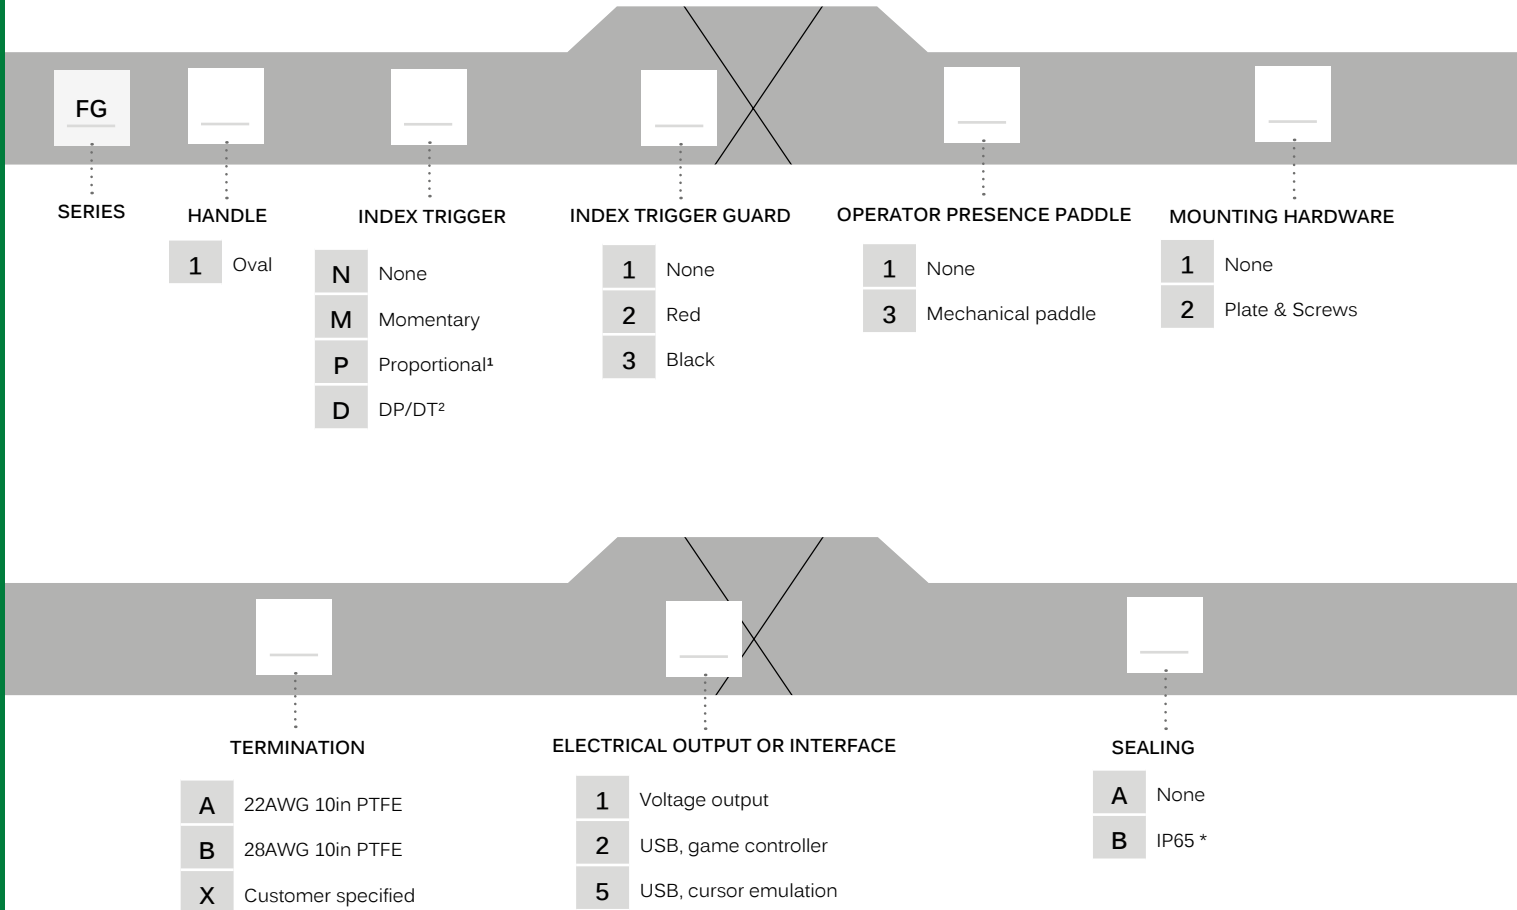 FG
SERIES
HANDLE
1 Oval
INDEX TRIGGER
N None
M Momentary
P Proportional¹
D DP/DT²
INDEX TRIGGER GUARD
1 None
2 Red
3 Black
OPERATOR PRESENCE PADDLE
1 None
3 Mechanical paddle
MOUNTING HARDWARE
1 None
2 Plate & Screws
TERMINATION
A 22AWG 10in PTFE
B 28AWG 10in PTFE
X Customer specified
ELECTRICAL OUTPUT OR INTERFACE
1 Voltage output
2 USB, game controller
5 USB, cursor emulation
SEALING
A None
B IP65 *